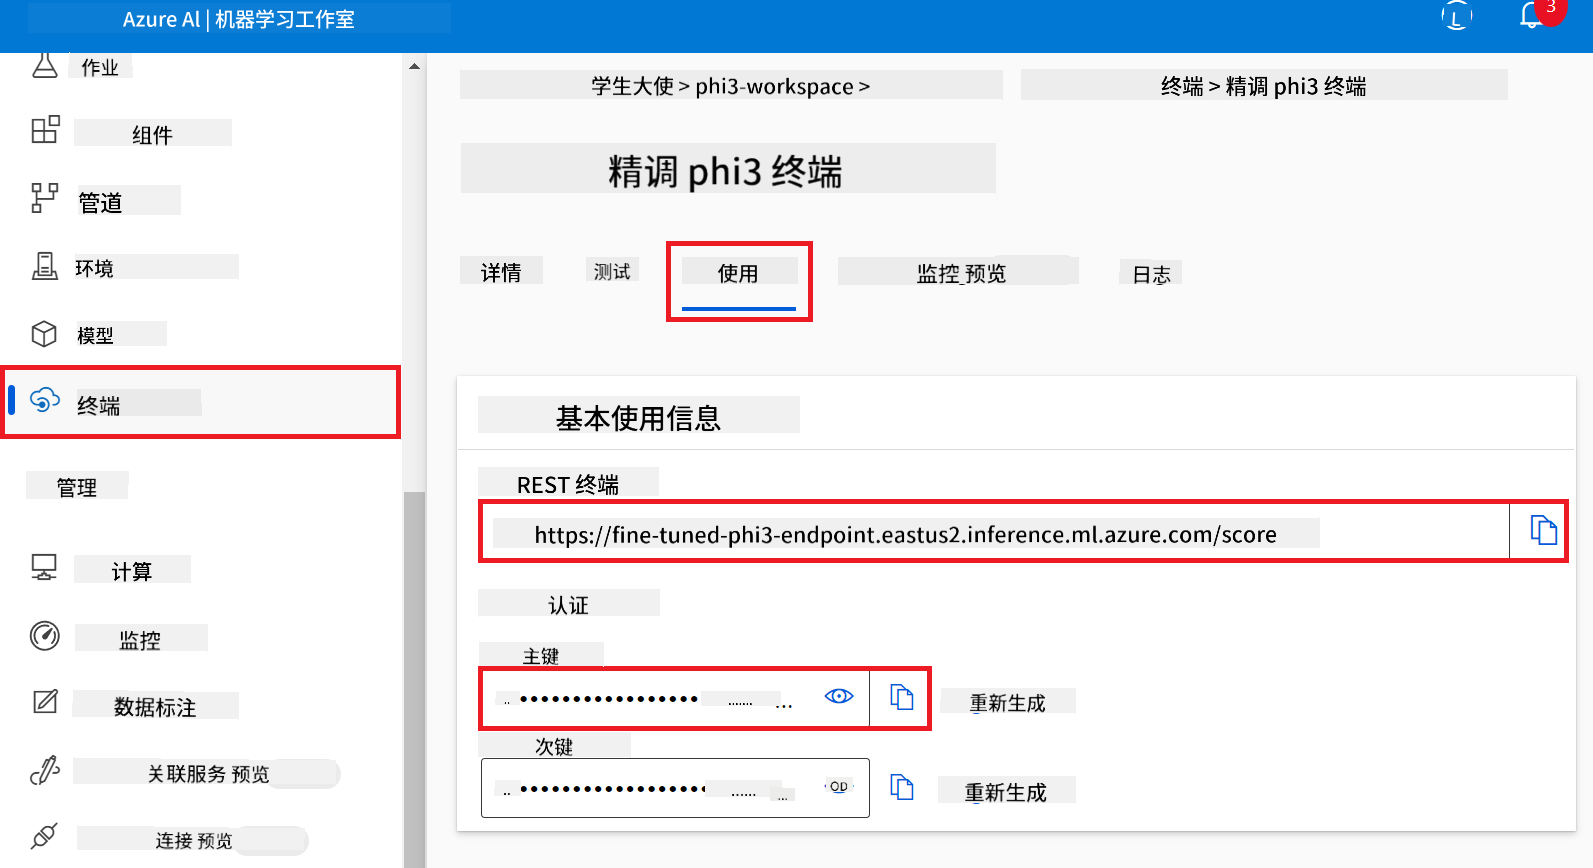 Azure AI | 机器学习工作室
L
3
作业
组件
管道
环境
模型
终端
管理
计算
监控
数据标注
关联服务 预览
连接 预览
学生大使 > phi3-workspace >
终端 > 精调 phi3 终端
精调 phi3 终端
详情
测试
使用
监控 预览
日志
基本使用信息
REST 终端
https://fine-tuned-phi3-endpoint.eastus2.inference.ml.azure.com/score
认证
主键
重新生成
次键
重新生成